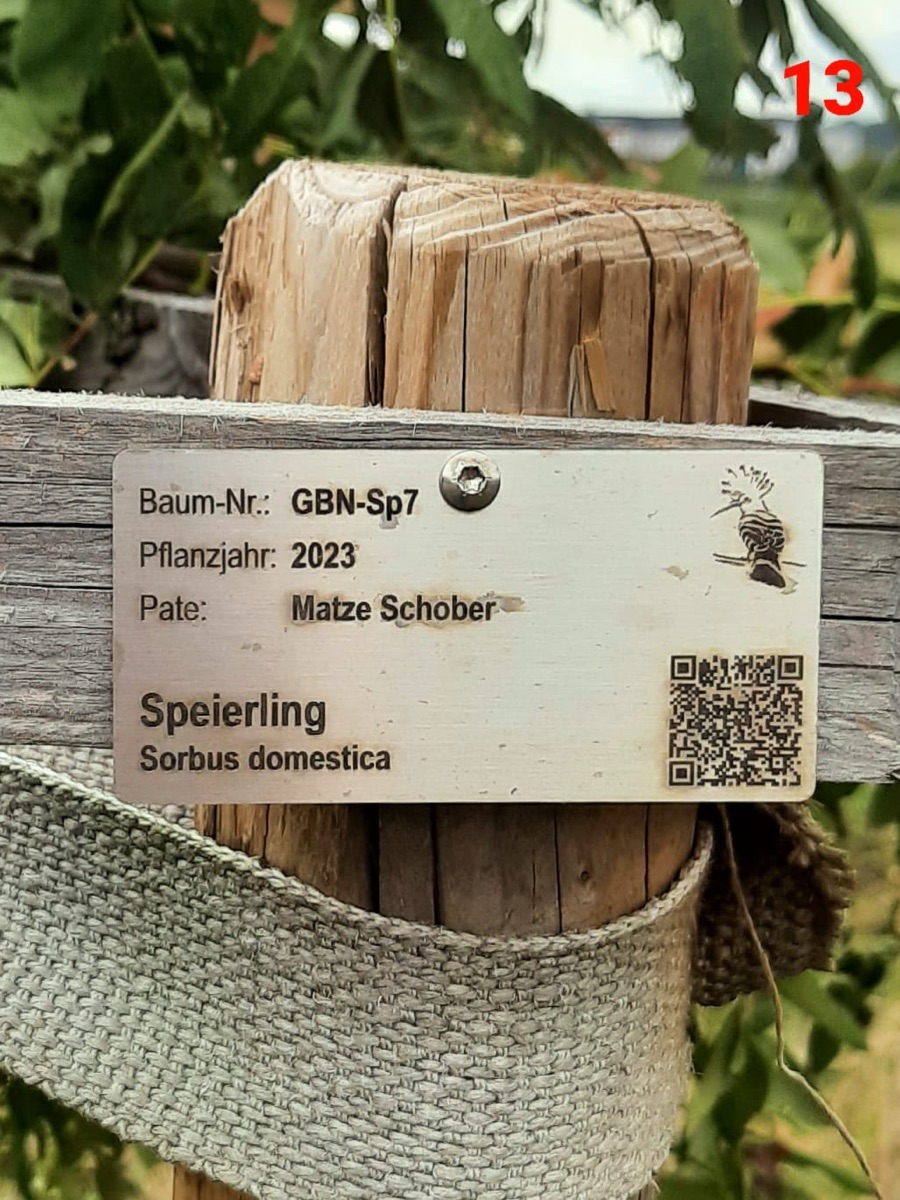 13
Baum-Nr.: GBN-Sp7
Pflanzjahr: 2023
Pate: Matze Schober
Speierling
Sorbus domestica